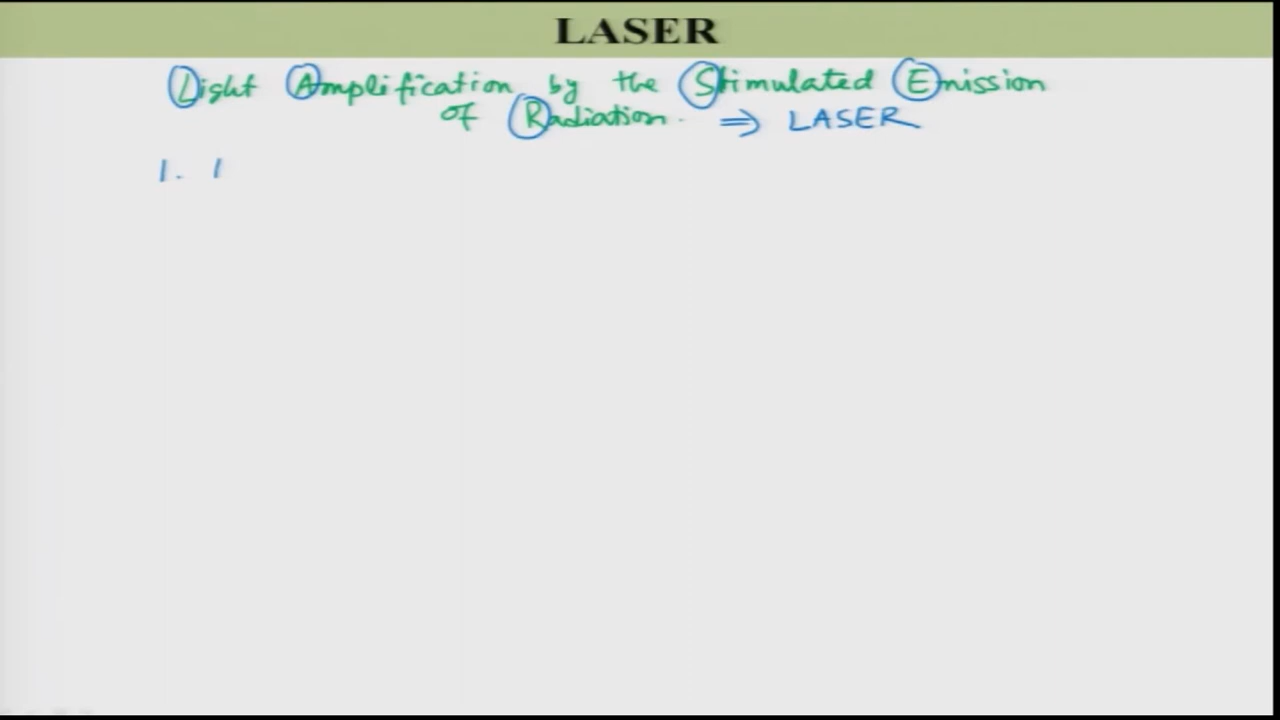 LASER
Light Amplification by the Stimulated Emission
of Radiation. ⇒ LASER
1.